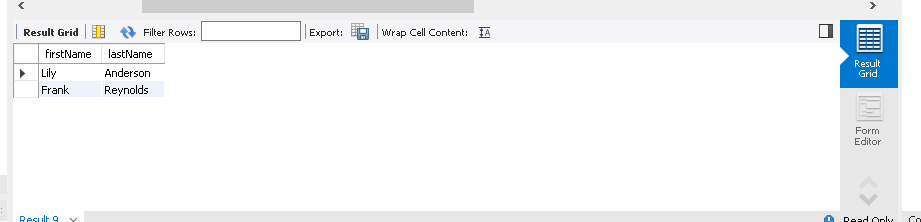 Result Grid Filter Rows: Export: Wrap Cell Content:
firstName lastName
Lily Anderson
Frank Reynolds
Result
Grid
Form
Editor
Result 9 Read Only